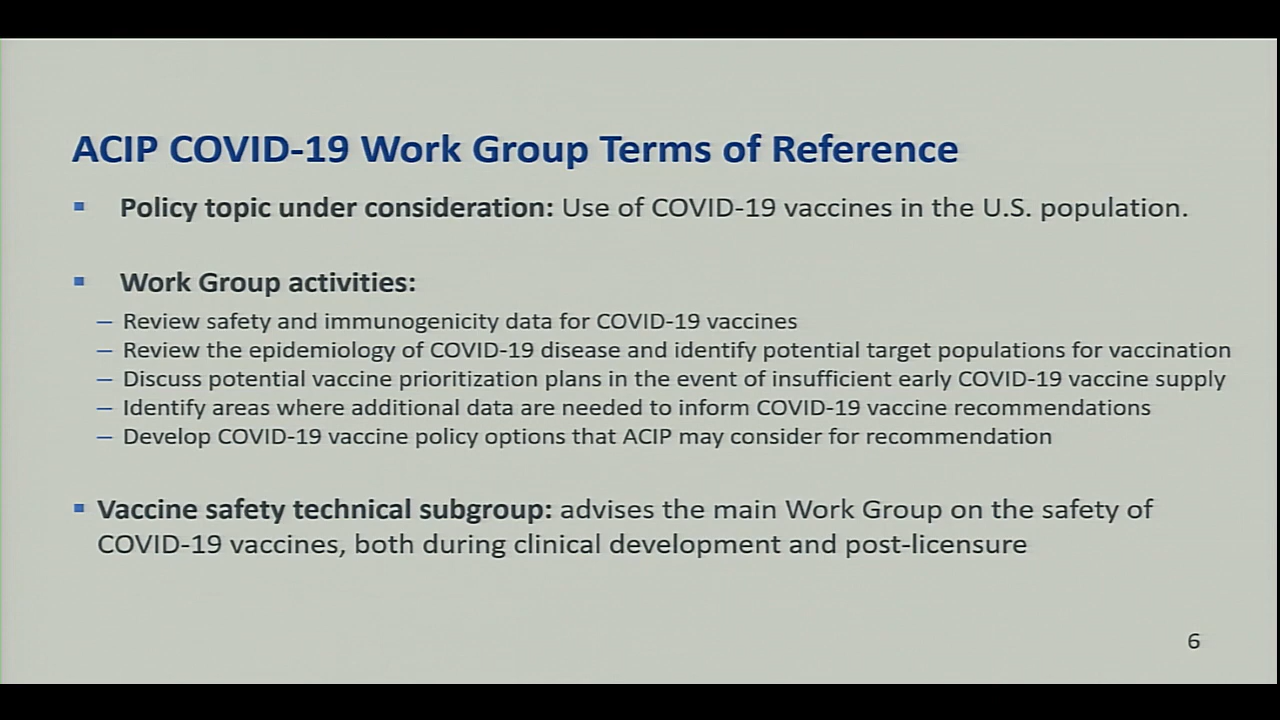 ACIP COVID-19 Work Group Terms of Reference
▪ Policy topic under consideration: Use of COVID-19 vaccines in the U.S. population.
▪ Work Group activities:
– Review safety and immunogenicity data for COVID-19 vaccines
– Review the epidemiology of COVID-19 disease and identify potential target populations for vaccination
– Discuss potential vaccine prioritization plans in the event of insufficient early COVID-19 vaccine supply
– Identify areas where additional data are needed to inform COVID-19 vaccine recommendations
– Develop COVID-19 vaccine policy options that ACIP may consider for recommendation
▪ Vaccine safety technical subgroup: advises the main Work Group on the safety of
COVID-19 vaccines, both during clinical development and post-licensure
6